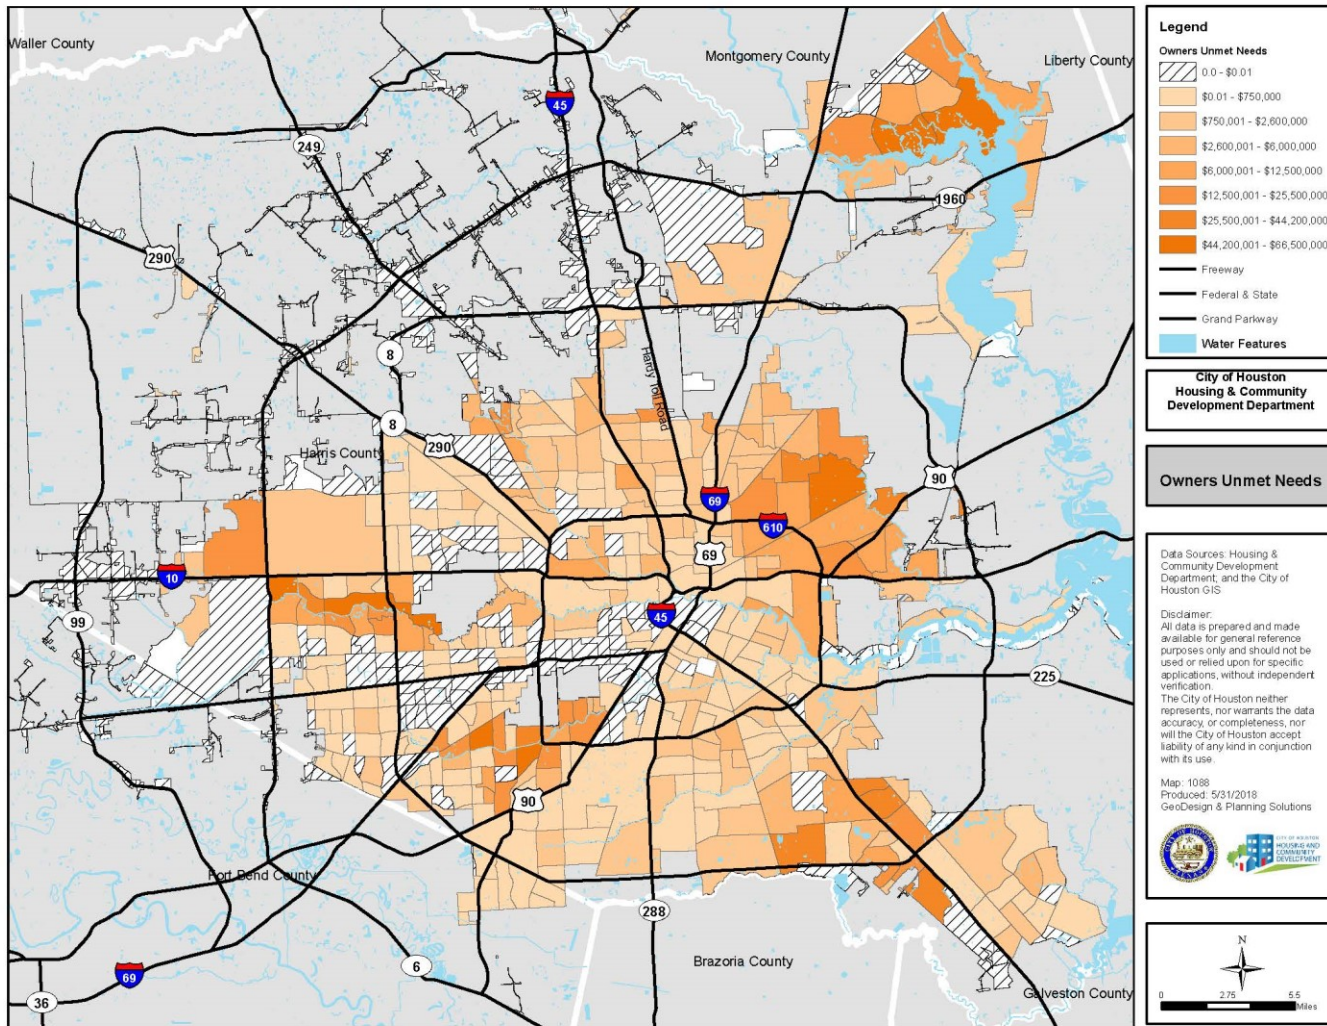 Waller County
Montgomery County
Liberty County
45
249
1960
290
8
Hardy Toll Road
8
290
Harris County
90
69
610
69
10
99
45
225
90
Fort Bend County
288
6
69
36
Brazoria County
Galveston County
Legend
Owners Unmet Needs
0.0 - $0.01
$0.01 - $750,000
$750,001 - $2,600,000
$2,600,001 - $6,000,000
$6,000,001 - $12,500,000
$12,500,001 - $25,500,000
$25,500,001 - $44,200,000
$44,200,001 - $66,500,000
Freeway
Federal & State
Grand Parkway
Water Features
City of Houston
Housing & Community
Development Department
Owners Unmet Needs
Data Sources: Housing &
Community Development
Department; and the City of
Houston GIS
Disclaimer:
All data is prepared and made
available for general reference
purposes only and should not be
used or relied upon for specific
applications, without independent
verification.
The City of Houston neither
represents, nor warrants the data
accuracy, or completeness, nor
will the City of Houston accept
liability of any kind in conjunction
with its use.
Map: 1088
Produced: 5/31/2018
GeoDesign & Planning Solutions
CITY OF HOUSTON
HOUSING AND
COMMUNITY
DEVELOPMENT
N
0 2.75 5.5
Miles